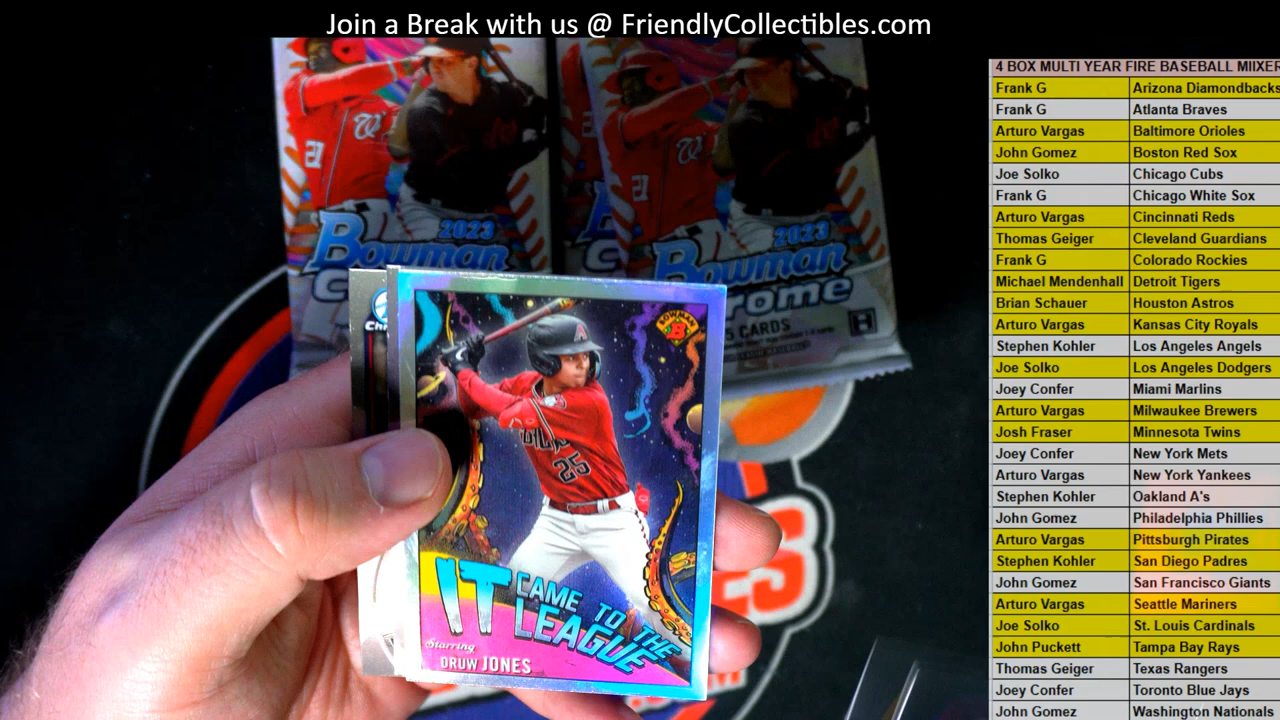 Join a Break with us @ FriendlyCollectibles.com
4 BOX MULTI YEAR FIRE BASEBALL MIIXER
Frank G Arizona Diamondbacks
Frank G Atlanta Braves
Arturo Vargas Baltimore Orioles
John Gomez Boston Red Sox
Joe Solko Chicago Cubs
Frank G Chicago White Sox
Arturo Vargas Cincinnati Reds
Thomas Geiger Cleveland Guardians
Frank G Colorado Rockies
Michael Mendenhall Detroit Tigers
Brian Schauer Houston Astros
Arturo Vargas Kansas City Royals
Stephen Kohler Los Angeles Angels
Joe Solko Los Angeles Dodgers
Joey Confer Miami Marlins
Arturo Vargas Milwaukee Brewers
Josh Fraser Minnesota Twins
Joey Confer New York Mets
Arturo Vargas New York Yankees
Stephen Kohler Oakland A's
John Gomez Philadelphia Phillies
Arturo Vargas Pittsburgh Pirates
Stephen Kohler San Diego Padres
John Gomez San Francisco Giants
Arturo Vargas Seattle Mariners
Joe Solko St. Louis Cardinals
John Puckett Tampa Bay Rays
Thomas Geiger Texas Rangers
Joey Confer Toronto Blue Jays
John Gomez Washington Nationals
21
W
2023
Bowman
C
21
W
2023
Bowman
rome
5 CARDS
Chr
BOWMAN
B
A
25
IT CAME TO THE
LEAGUE
Starring
DRUW JONES